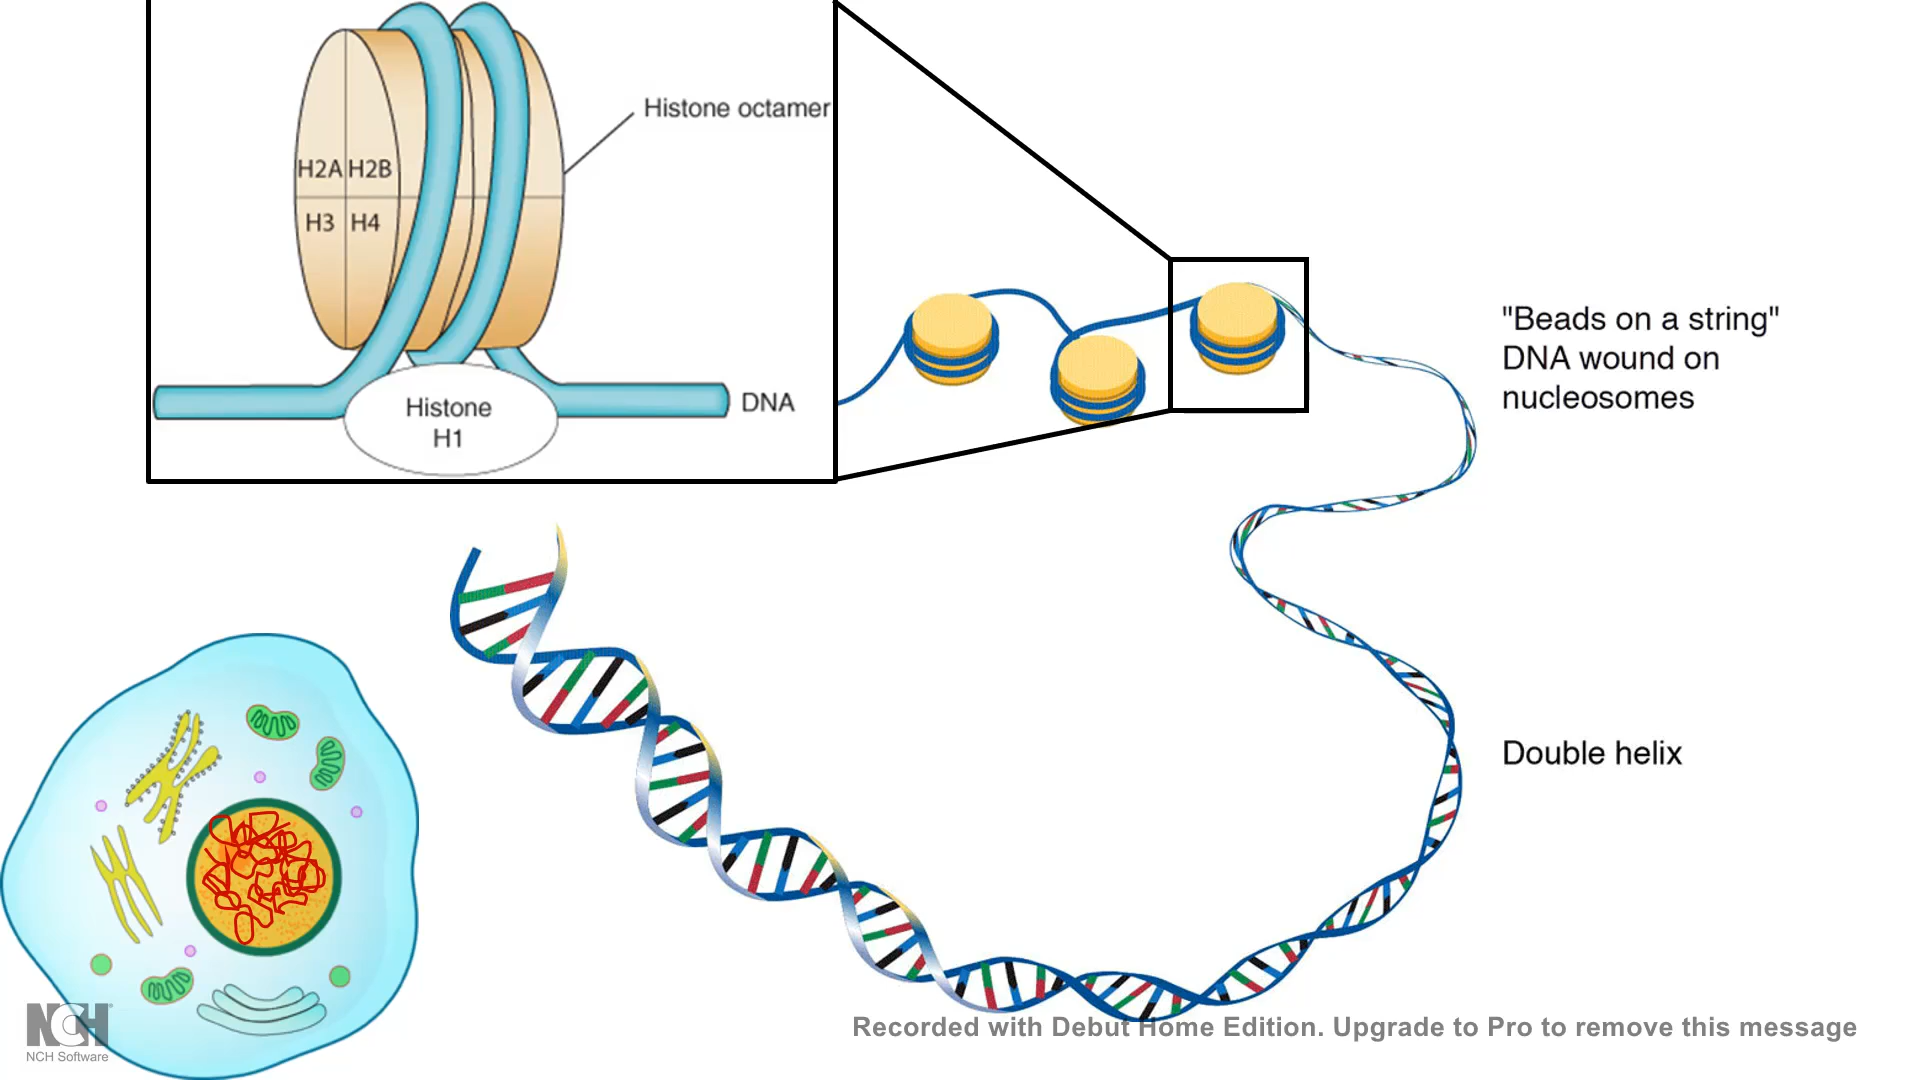 Histone octamer
H2A H2B
H3 H4
Histone
H1
DNA
"Beads on a string"
DNA wound on
nucleosomes
Double helix
NCH
NCH Software
Recorded with Debut Home Edition. Upgrade to Pro to remove this message